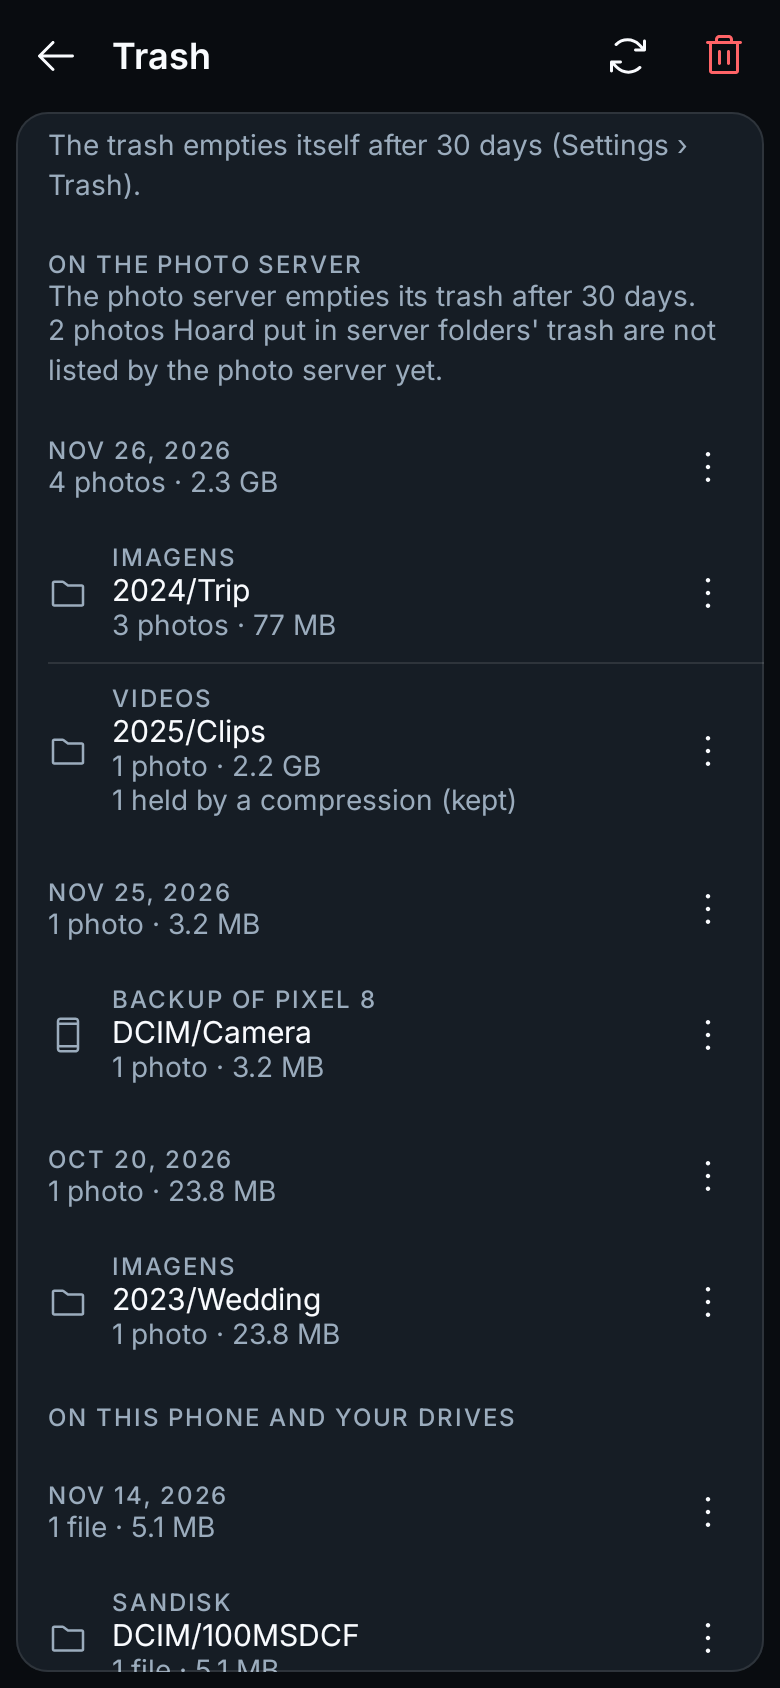 Trash
The trash empties itself after 30 days (Settings ›
Trash).
ON THE PHOTO SERVER
The photo server empties its trash after 30 days.
2 photos Hoard put in server folders' trash are not
listed by the photo server yet.
NOV 26, 2026
4 photos · 2.3 GB
IMAGENS
2024/Trip
3 photos · 77 MB
VIDEOS
2025/Clips
1 photo · 2.2 GB
1 held by a compression (kept)
NOV 25, 2026
1 photo · 3.2 MB
BACKUP OF PIXEL 8
DCIM/Camera
1 photo · 3.2 MB
OCT 20, 2026
1 photo · 23.8 MB
IMAGENS
2023/Wedding
1 photo · 23.8 MB
ON THIS PHONE AND YOUR DRIVES
NOV 14, 2026
1 file · 5.1 MB
SANDISK
DCIM/100MSDCF
1 file · 5.1 MB